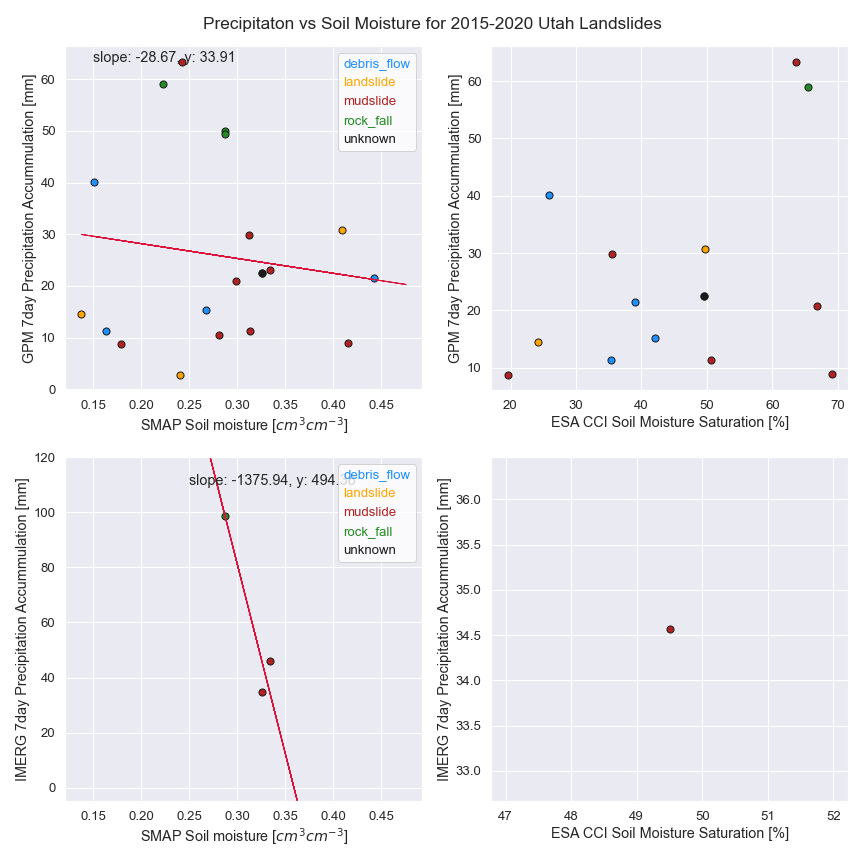 Precipitaton vs Soil Moisture for 2015-2020 Utah Landslides
slope: -28.67, y: 33.91
debris_flow
landslide
mudslide
rock_fall
unknown
GPM 7day Precipitation Accummulation [mm]
60
50
40
30
20
10
0
0.15 0.20 0.25 0.30 0.35 0.40 0.45
SMAP Soil moisture [cm³cm⁻³]
GPM 7day Precipitation Accummulation [mm]
60
50
40
30
20
10
20 30 40 50 60 70
ESA CCI Soil Moisture Saturation [%]
slope: -1375.94, y: 494.
debris_flow
landslide
mudslide
rock_fall
unknown
IMERG 7day Precipitation Accummulation [mm]
120
100
80
60
40
20
0
0.15 0.20 0.25 0.30 0.35 0.40 0.45
SMAP Soil moisture [cm³cm⁻³]
IMERG 7day Precipitation Accummulation [mm]
36.0
35.5
35.0
34.5
34.0
33.5
33.0
47 48 49 50 51 52
ESA CCI Soil Moisture Saturation [%]